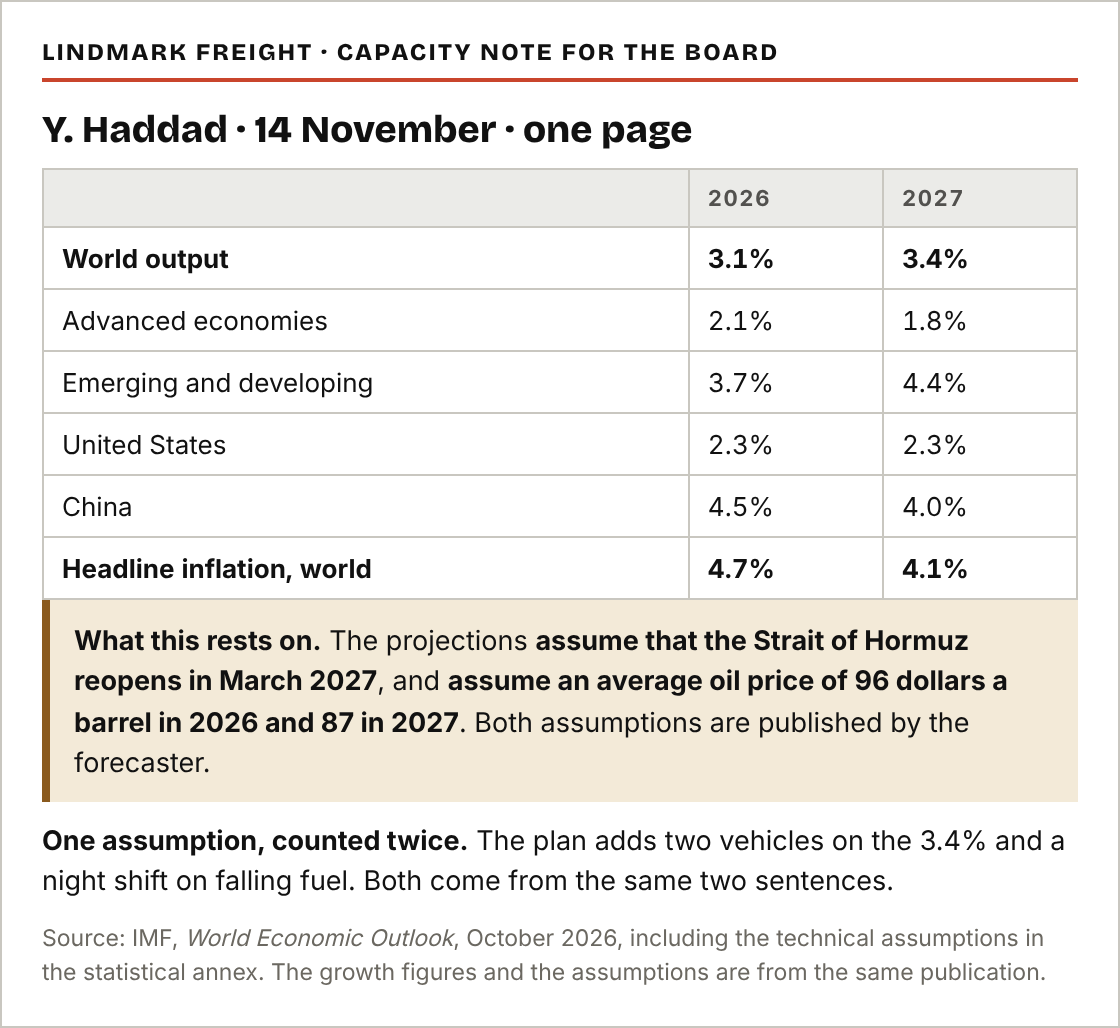 LINDMARK FREIGHT · CAPACITY NOTE FOR THE BOARD
Y. Haddad · 14 November · one page
2026 2027
World output 3.1% 3.4%
Advanced economies 2.1% 1.8%
Emerging and developing 3.7% 4.4%
United States 2.3% 2.3%
China 4.5% 4.0%
Headline inflation, world 4.7% 4.1%
What this rests on. The projections assume that the Strait of Hormuz
reopens in March 2027, and assume an average oil price of 96 dollars a
barrel in 2026 and 87 in 2027. Both assumptions are published by the
forecaster.
One assumption, counted twice. The plan adds two vehicles on the 3.4% and a
night shift on falling fuel. Both come from the same two sentences.
Source: IMF, World Economic Outlook, October 2026, including the technical assumptions in
the statistical annex. The growth figures and the assumptions are from the same publication.